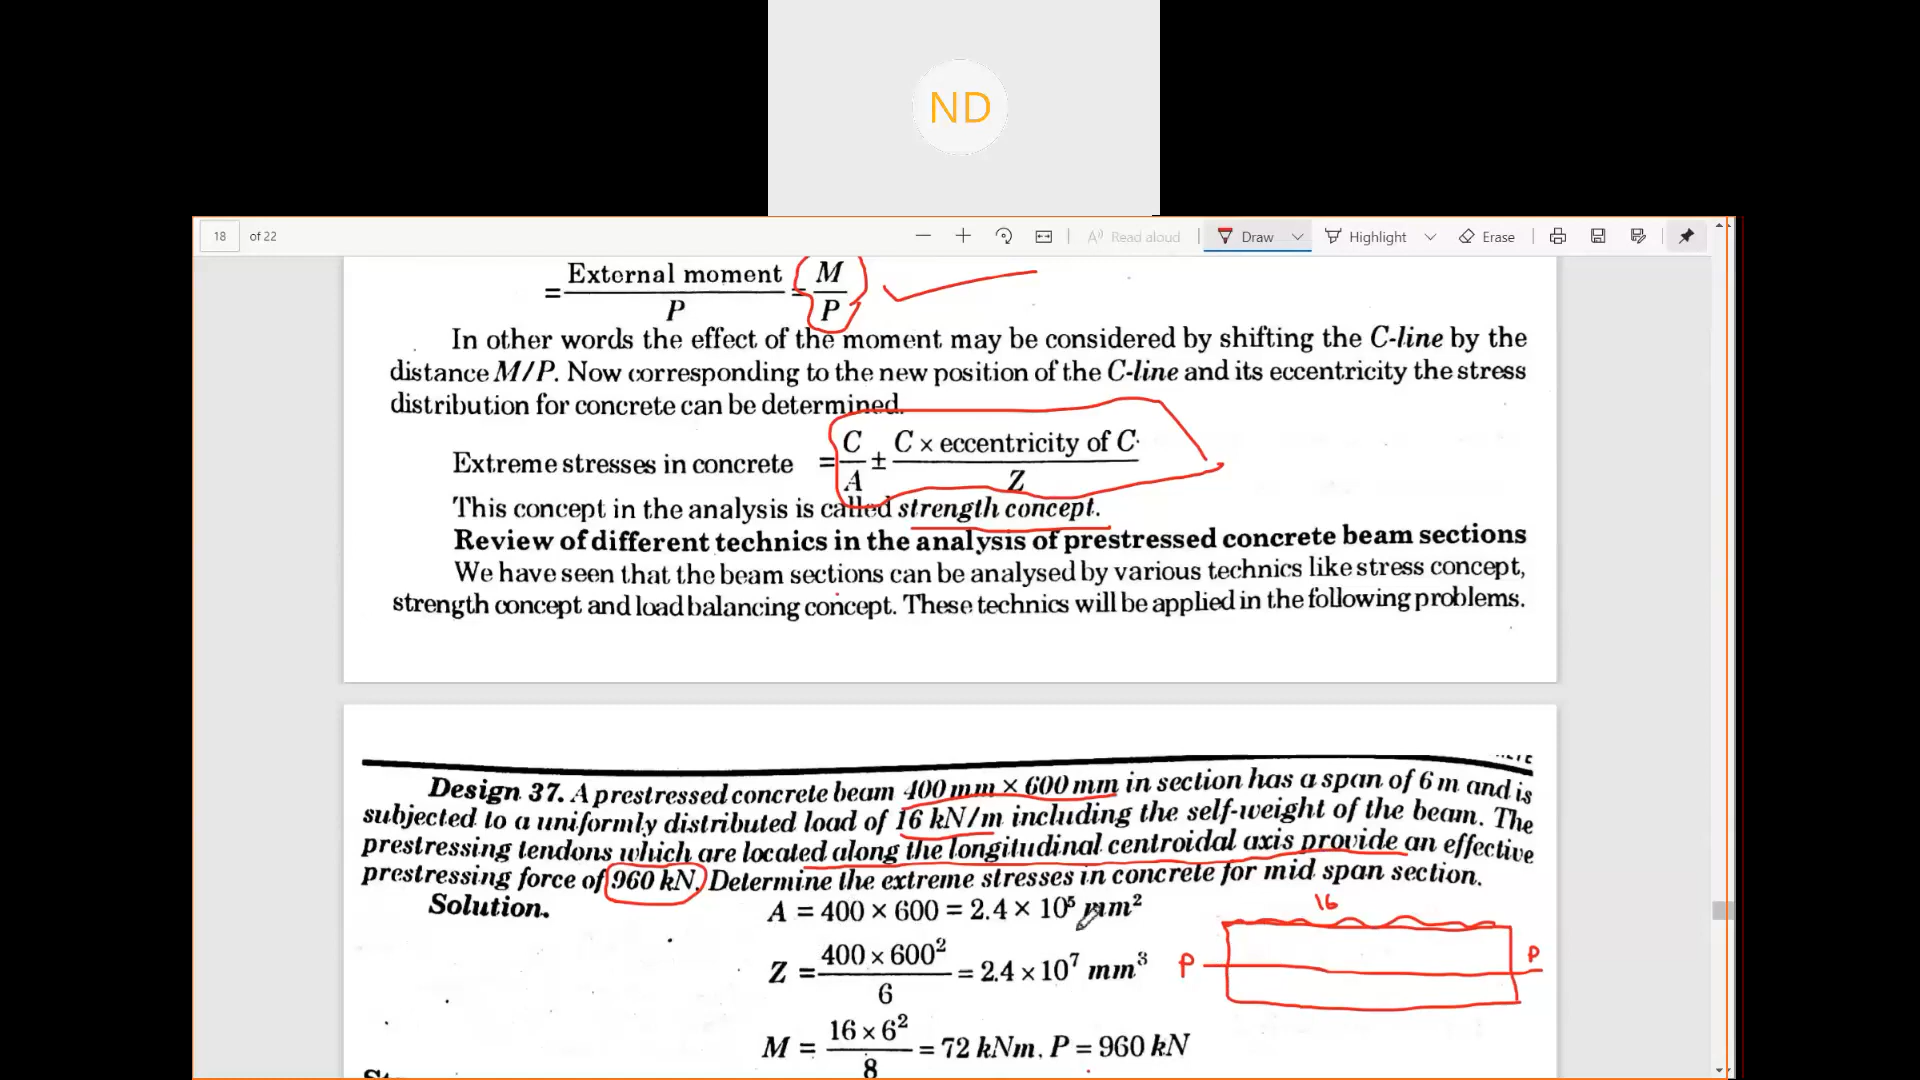 ND
18 of 22 Read aloud Draw Highlight Erase
= External moment / P = M / P
In other words the effect of the moment may be considered by shifting the C-line by the
distance M/P. Now corresponding to the new position of the C-line and its eccentricity the stress
distribution for concrete can be determined.
Extreme stresses in concrete = C / A ± C × eccentricity of C / Z
This concept in the analysis is called strength concept.
Review of different technics in the analysis of prestressed concrete beam sections
We have seen that the beam sections can be analysed by various technics like stress concept,
strength concept and load balancing concept. These technics will be applied in the following problems.
Design 37. A prestressed concrete beam 400 mm × 600 mm in section has a span of 6 m and is
subjected to a uniformly distributed load of 16 kN/m including the self-weight of the beam. The
prestressing tendons which are located along the longitudinal centroidal axis provide an effective
prestressing force of 960 kN. Determine the extreme stresses in concrete for mid span section.
Solution. A = 400 × 600 = 2.4 × 10⁵ mm²
16
Z = 400 × 600² / 6 = 2.4 × 10⁷ mm³
P P
M = 16 × 6² / 8 = 72 kNm, P = 960 kN